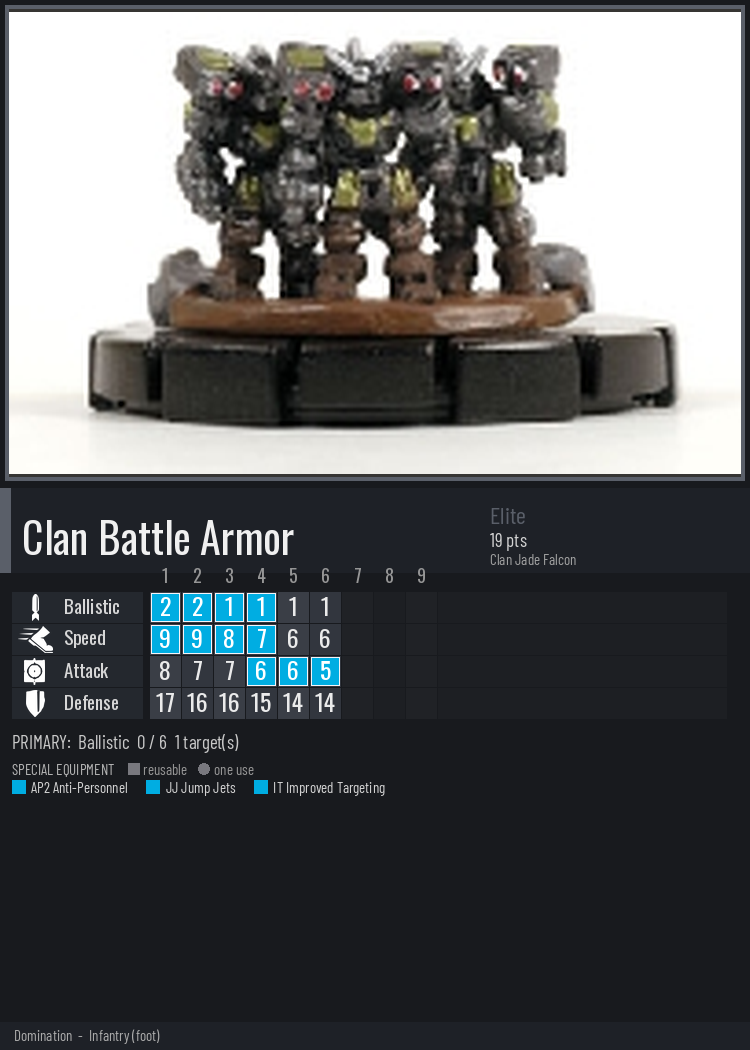 Clan Battle Armor
Elite
19 pts
Clan Jade Falcon
1 2 3 4 5 6 7 8 9
Ballistic 2 2 1 1 1 1
Speed 9 9 8 7 6 6
Attack 8 7 7 6 6 5
Defense 17 16 16 15 14 14
PRIMARY: Ballistic 0 / 6 1 target(s)
SPECIAL EQUIPMENT reusable one use
AP2 Anti-Personnel JJ Jump Jets IT Improved Targeting
Domination - Infantry (foot)